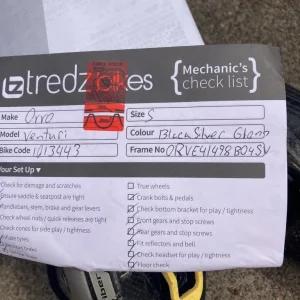 tredz bikes
{ Mechanic's check list }
Make Orro
Size S
Model Venturi
Colour Black Silver
Bike Code 1013443
Frame No ORVE41498B04SV
Your Set Up
Check for damage and scratches
Ensure saddle & seatpost are tight
Handlebars, stem, brake and gear levers
Check wheel nuts / quick releases are tight
Check cones for side play / tightness
Inflate tyres
True wheels
Crank bolts & pedals
Check bottom bracket for play / tightness
Front gears and stop screws
Rear gears and stop screws
Fit reflectors and bell
Check headset for play / tightness
Floor check